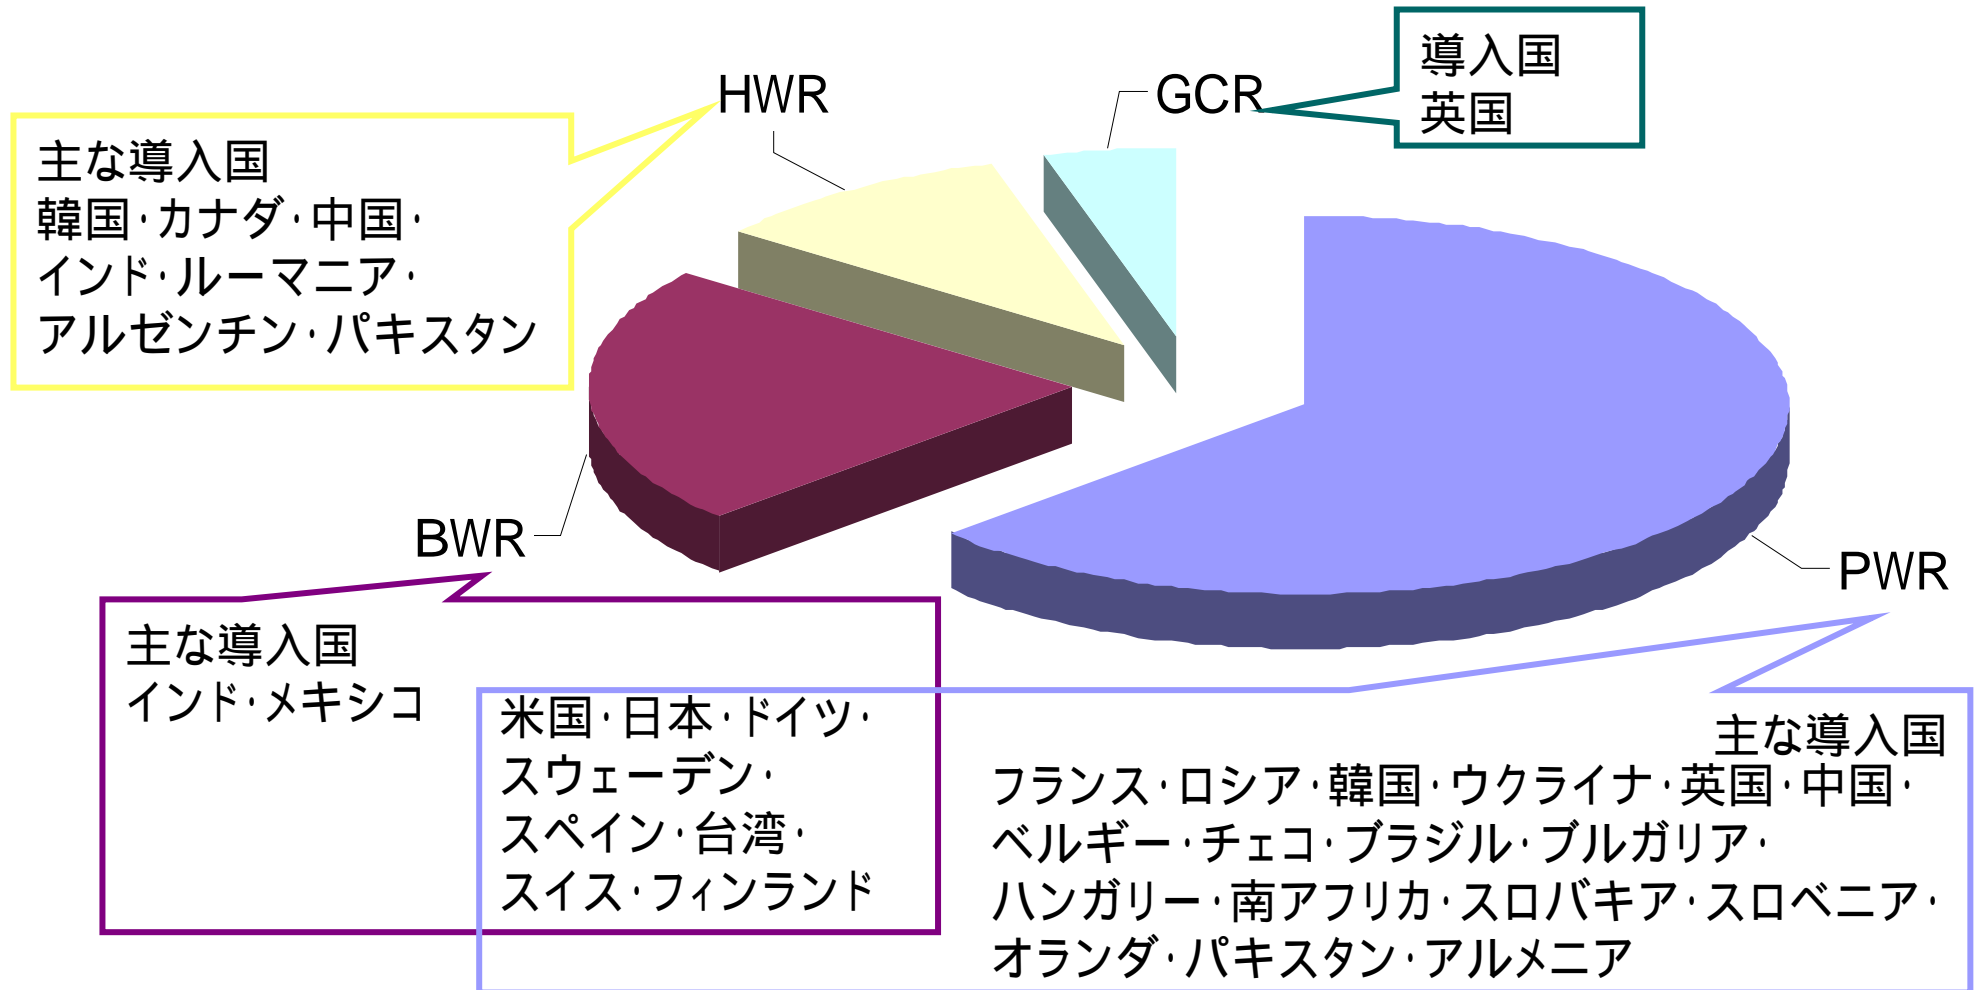 HWR
GCR
導入国
英国
主な導入国
韓国・カナダ・中国・
インド・ルーマニア・
アルゼンチン・パキスタン
BWR
PWR
主な導入国
インド・メキシコ
米国・日本・ドイツ・
スウェーデン・
スペイン・台湾・
スイス・フィンランド
主な導入国
フランス・ロシア・韓国・ウクライナ・英国・中国・
ベルギー・チェコ・ブラジル・ブルガリア・
ハンガリー・南アフリカ・スロバキア・スロベニア・
オランダ・パキスタン・アルメニア